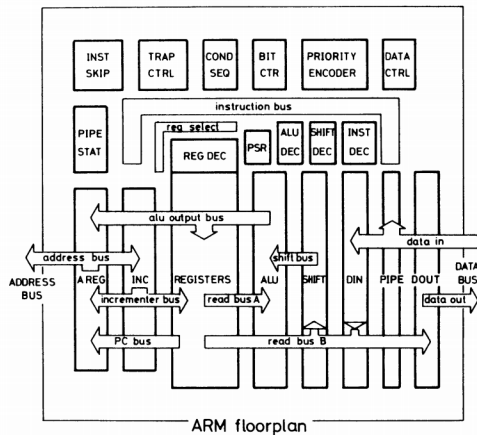 INST SKIP
TRAP CTRL
COND SEQ
BIT CTR
PRIORITY ENCODER
DATA CTRL
instruction bus
PIPE STAT
reg select
REG DEC
PSR
ALU DEC
SHIFT DEC
INST DEC
alu output bus
data in
address bus
shift bus
ADDRESS BUS
A REG
INC
REGISTERS
ALU
SHIFT
DIN
PIPE
DOUT
DATA BUS
incrementer bus
read bus A
data out
PC bus
read bus B
ARM floorplan